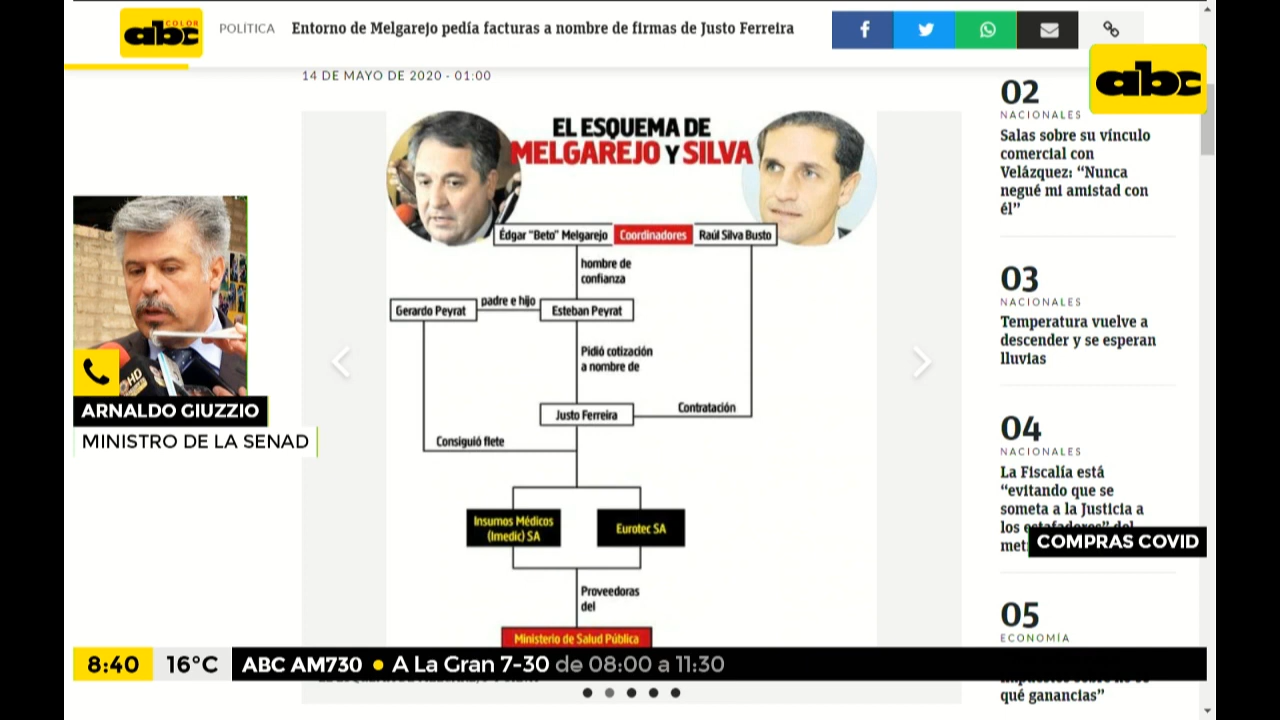 abc COLOR
POLÍTICA
Entorno de Melgarejo pedía facturas a nombre de firmas de Justo Ferreira
14 DE MAYO DE 2020 - 01:00
abc
EL ESQUEMA DE
MELGAREJO Y SILVA
Édgar "Beto" Melgarejo
Coordinadores
Raúl Silva Busto
hombre de
confianza
Gerardo Peyrat
padre e hijo
Esteban Peyrat
Pidió cotización
a nombre de
Justo Ferreira
Contratación
Consiguió flete
Insumos Médicos
(Imedic) SA
Eurotec SA
Proveedoras
del
Ministerio de Salud Pública
HD
ARNALDO GIUZZIO
MINISTRO DE LA SENAD
02
NACIONALES
Salas sobre su vínculo
comercial con
Velázquez: “Nunca
negué mi amistad con
él”
03
NACIONALES
Temperatura vuelve a
descender y se esperan
lluvias
04
NACIONALES
La Fiscalía está
“evitando que se
someta a la Justicia a
los
COMPRAS COVID
05
ECONOMÍA
qué ganancias”
8:40
16°C
ABC AM730 • A La Gran 7-30 de 08:00 a 11:30